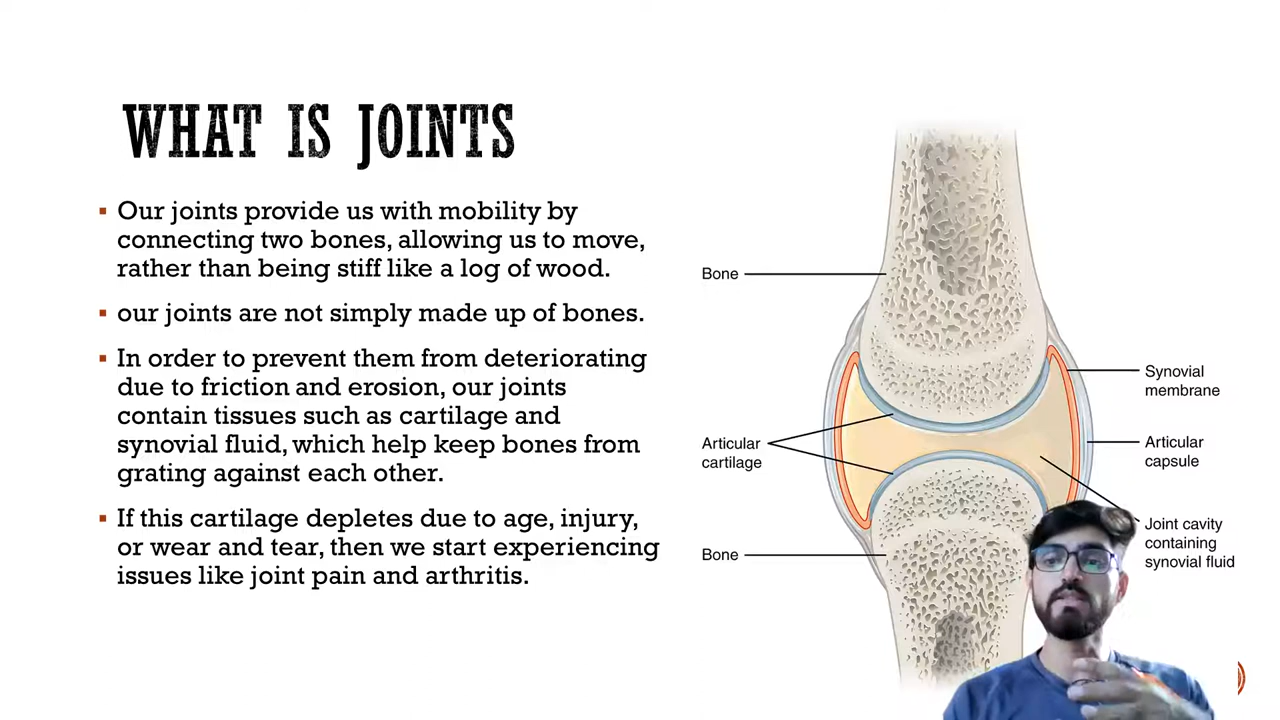 WHAT IS JOINTS
▪ Our joints provide us with mobility by
connecting two bones, allowing us to move,
rather than being stiff like a log of wood.
▪ our joints are not simply made up of bones.
▪ In order to prevent them from deteriorating
due to friction and erosion, our joints
contain tissues such as cartilage and
synovial fluid, which help keep bones from
grating against each other.
▪ If this cartilage depletes due to age, injury,
or wear and tear, then we start experiencing
issues like joint pain and arthritis.
Bone
Synovial
membrane
Articular
cartilage
Articular
capsule
Joint cavity
containing
synovial fluid
Bone